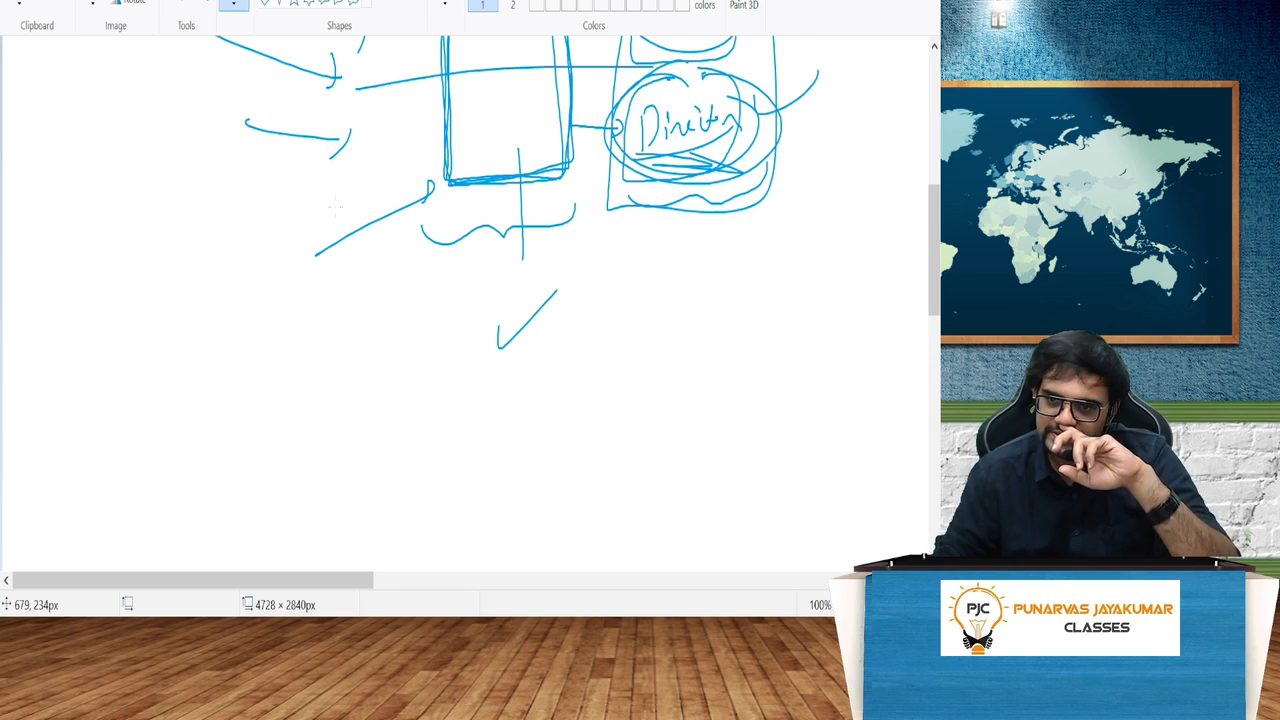 Rotate
1
2
colors
Paint 3D
Clipboard
Image
Tools
Shapes
Colors
679, 234px
4728 × 2840px
100%
PJC
PUNARVAS JAYAKUMAR
CLASSES